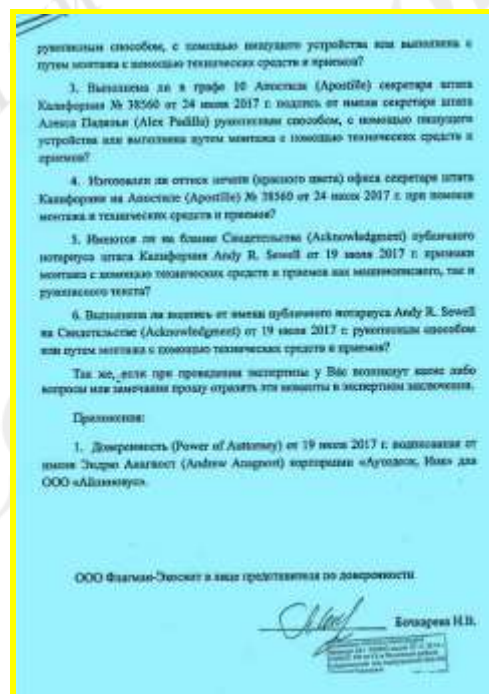 рукописным способом, с помощью пишущего устройства или выполнена с
путем монтажа с помощью технических средств и приемов?
3. Выполнена ли в графе 10 Апостиля (Apostille) секретаря штата
Калифорния № 38560 от 24 июля 2017 г. подпись от имени секретаря штата
Алекса Падильи (Alex Padilla) рукописным способом, с помощью пишущего
устройства или выполнена путем монтажа с помощью технических средств и
приемов?
4. Изготовлен ли оттиск печати (красного цвета) офиса секретаря штата
Калифорния на Апостиле (Apostille) № 38560 от 24 июля 2017 г. при помощи
монтажа и технических средств и приемов?
5. Имеются ли на бланке Свидетельства (Acknowledgment) публичного
нотариуса штата Калифорния Andy R. Sewell от 19 июля 2017 г. признаки
монтажа с помощью технических средств и приемов как машинописного, так и
рукописного текста?
6. Выполнена ли подпись от имени публичного нотариуса Andy R. Sewell
на Свидетельстве (Acknowledgment) от 19 июля 2017 г. рукописным способом
или путем монтажа с помощью технических средств и приемов?
Так же, если при проведении экспертизы у Вас возникнут какие либо
вопросы или замечания прошу отразить эти моменты в экспертном заключении.
Приложения:
1. Доверенность (Power of Auttorney) от 19 июля 2017 г. подписанная от
имени Эндрю Анагност (Andrew Anagnost) корпорации «Аутодеск, Инк» для
ООО
ООО Флагман-Экосвет в лице представителя по доверенности
Бочкарева Н.В.